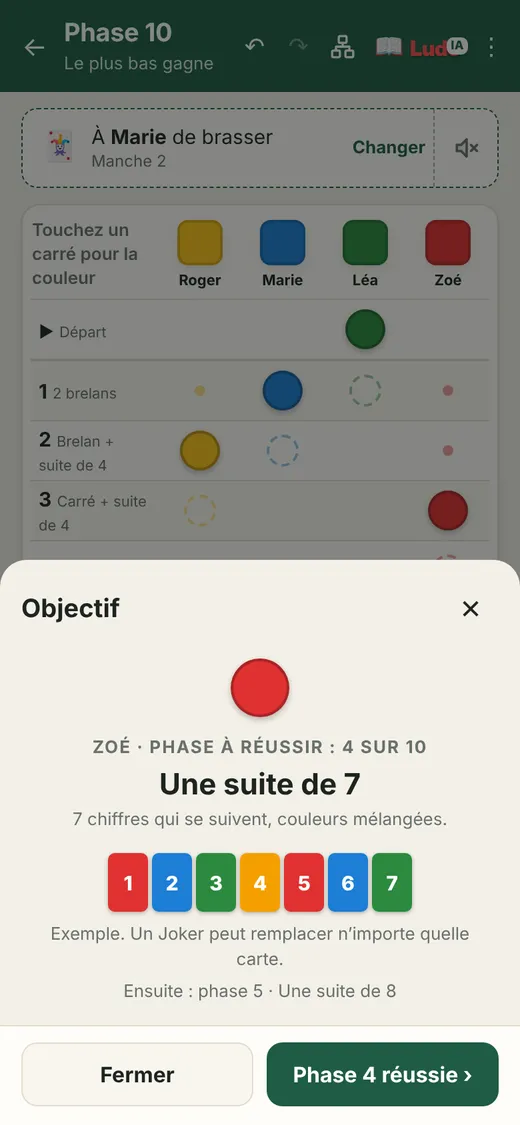 Phase 10
Le plus bas gagne
Lud IA
À Marie de brasser
Manche 2
Changer
Touchez un
carré pour la
couleur
Roger
Marie
Léa
Zoé
Départ
1 2 brelans
2 Brelan +
suite de 4
3 Carré + suite
de 4
Objectif
ZOÉ · PHASE À RÉUSSIR : 4 SUR 10
Une suite de 7
7 chiffres qui se suivent, couleurs mélangées.
1 2 3 4 5 6 7
Exemple. Un Joker peut remplacer n’importe quelle
carte.
Ensuite : phase 5 · Une suite de 8
Fermer
Phase 4 réussie ›